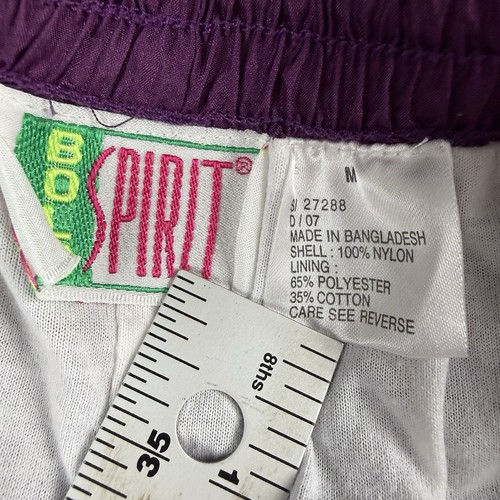 BOLD
SPIRIT®
M
S/ 27288
D / 07
MADE IN BANGLADESH
SHELL : 100% NYLON
LINING :
65% POLYESTER
35% COTTON
CARE SEE REVERSE
8ths
35
1